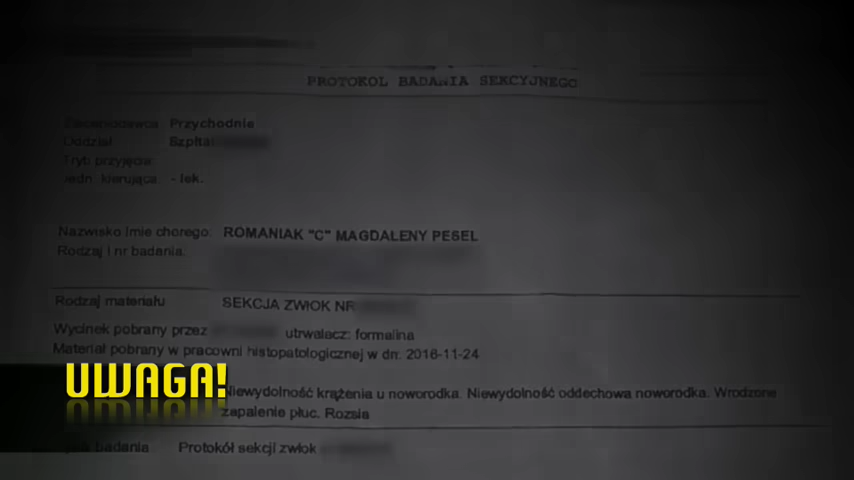 PROTOKOL BADANIA SEKCYJNEGO
Zleceniodawca Przychodnie
Oddział Szpital
Tryb przyjęcia:
Jedn. kierująca: - lek.
Nazwisko Imie chorego: ROMANIAK "C" MAGDALENY PESEL
Rodzaj i nr badania:
Rodzaj materiału SEKCJA ZWŁOK NR
Wycinek pobrany przez utrwalacz: formalina
Materiał pobrany w pracowni histopatologicznej w dn: 2016-11-24
UWAGA!
Niewydolność krążenia u noworodka. Niewydolność oddechowa noworodka. Wrodzone
zapalenie płuc. Rozsia
badania Protokół sekcji zwłok